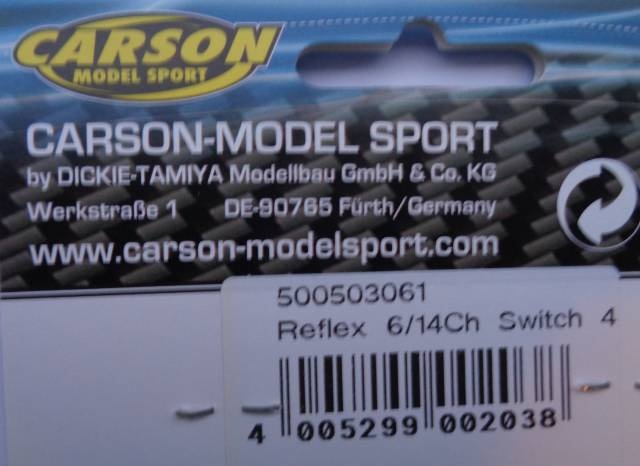 CARSON
MODEL SPORT
CARSON-MODEL SPORT
by DICKIE-TAMIYA Modellbau GmbH & Co. KG
Werkstraße 1 DE-90765 Fürth/Germany
www.carson-modelsport.com
500503061
Reflex 6/14Ch Switch 4
4 005299 002038